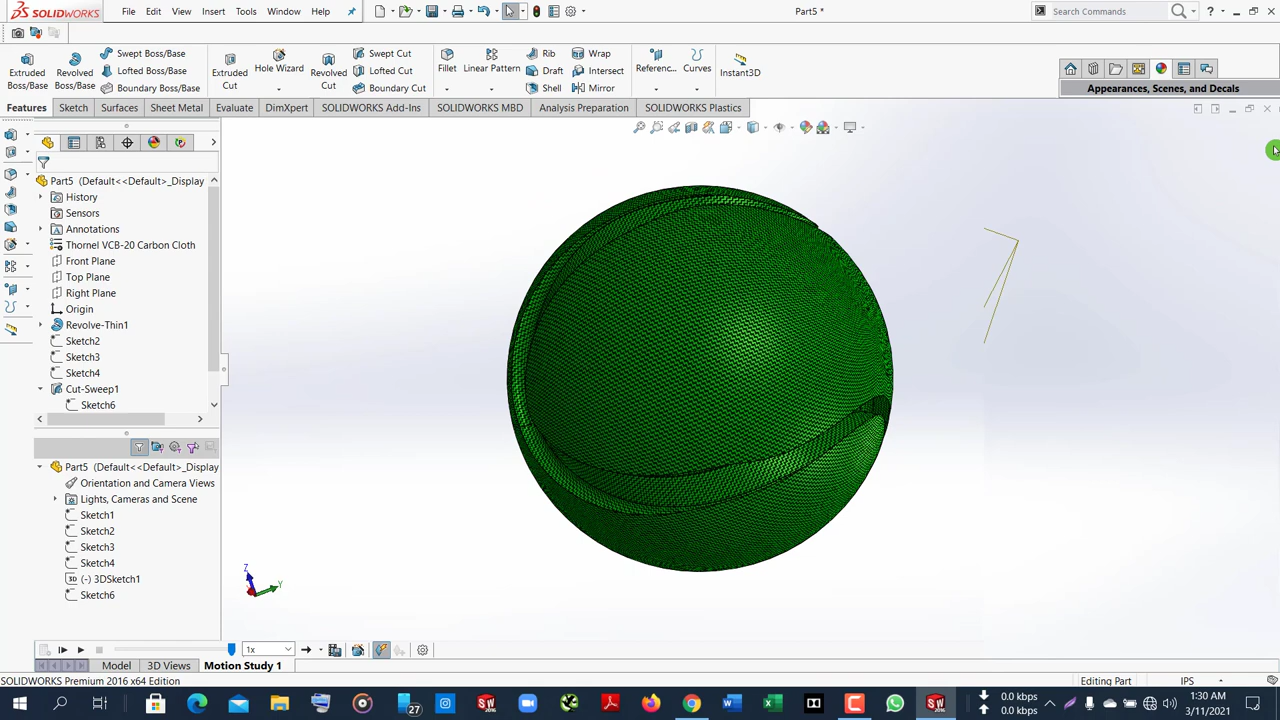 SOLIDWORKS File Edit View Insert Tools Window Help Part5 * Search Commands
Extruded Boss/Base
Revolved Boss/Base
Swept Boss/Base
Lofted Boss/Base
Boundary Boss/Base
Extruded Cut
Hole Wizard
Revolved Cut
Swept Cut
Lofted Cut
Boundary Cut
Fillet
Linear Pattern
Rib
Draft
Shell
Wrap
Intersect
Mirror
Referenc...
Curves
Instant3D
Appearances, Scenes, and Decals
Features Sketch Surfaces Sheet Metal Evaluate DimXpert SOLIDWORKS Add-Ins SOLIDWORKS MBD Analysis Preparation SOLIDWORKS Plastics
Part5 (Default<<Default>_Display
History
Sensors
Annotations
Thornel VCB-20 Carbon Cloth
Front Plane
Top Plane
Right Plane
Origin
Revolve-Thin1
Sketch2
Sketch3
Sketch4
Cut-Sweep1
Sketch6
Part5 (Default<<Default>_Display
Orientation and Camera Views
Lights, Cameras and Scene
Sketch1
Sketch2
Sketch3
Sketch4
3D (-) 3DSketch1
Sketch6
Z
Y
1x
Model 3D Views Motion Study 1
SOLIDWORKS Premium 2016 x64 Edition Editing Part IPS
27
0.0 kbps
0.0 kbps
1:30 AM
3/11/2021